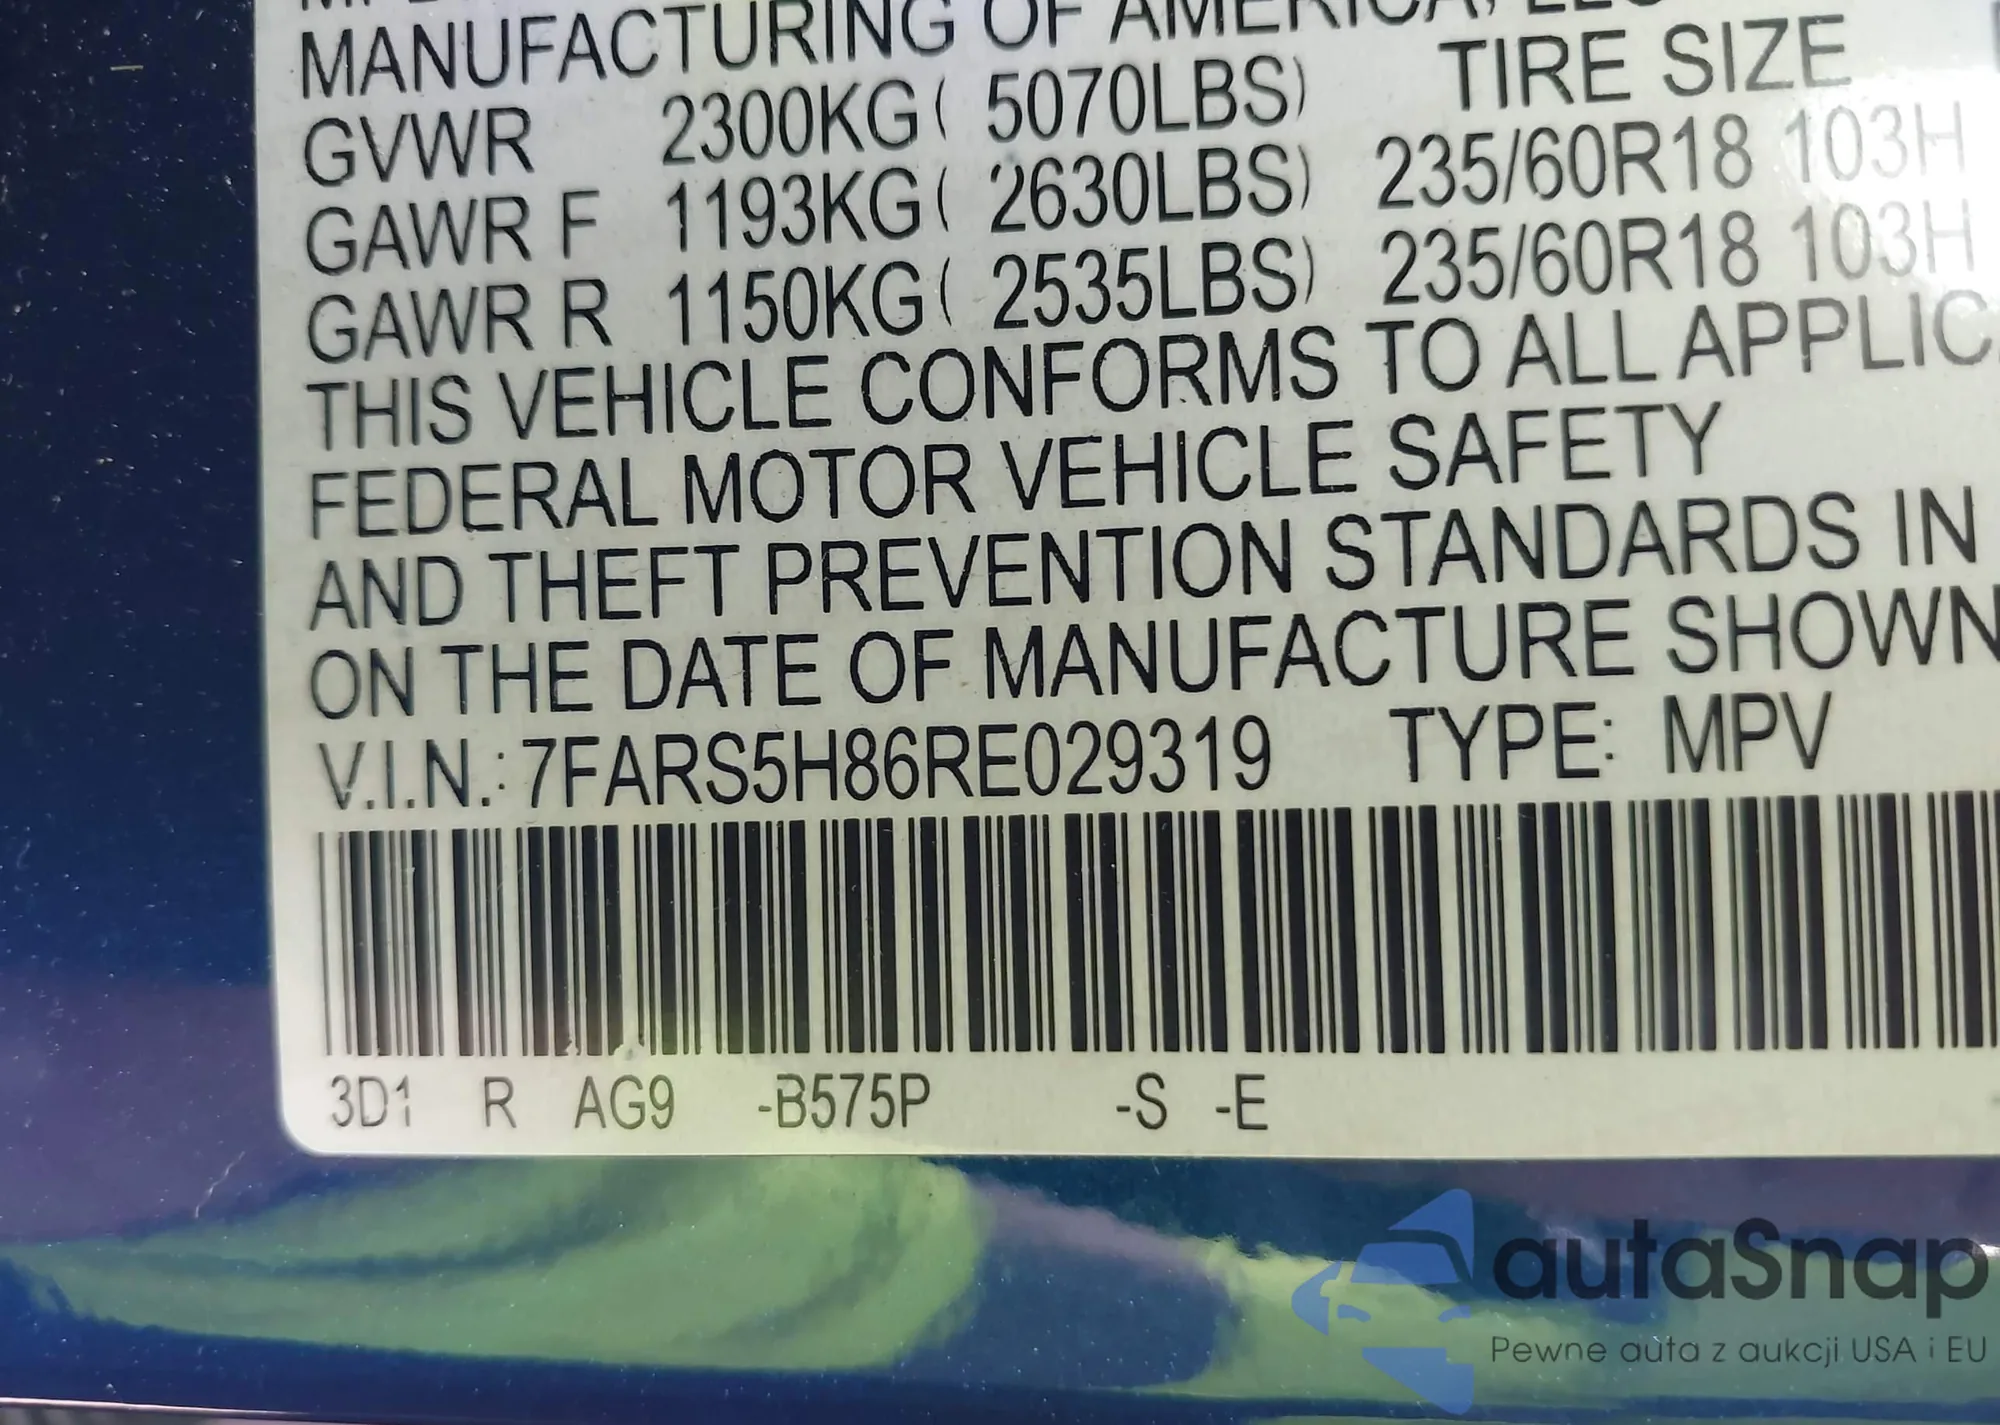 MANUFACTURING OF AMERICA, LLC
GVWR 2300KG( 5070LBS) TIRE SIZE
GAWR F 1193KG( 2630LBS) 235/60R18 103H
GAWR R 1150KG( 2535LBS) 235/60R18 103H
THIS VEHICLE CONFORMS TO ALL APPLIC
FEDERAL MOTOR VEHICLE SAFETY
AND THEFT PREVENTION STANDARDS IN
ON THE DATE OF MANUFACTURE SHOWN
V.I.N.: 7FARS5H86RE029319 TYPE: MPV
3D1 R AG9 -B575P -S -E
autaSnap
Pewne auta z aukcji USA i EU